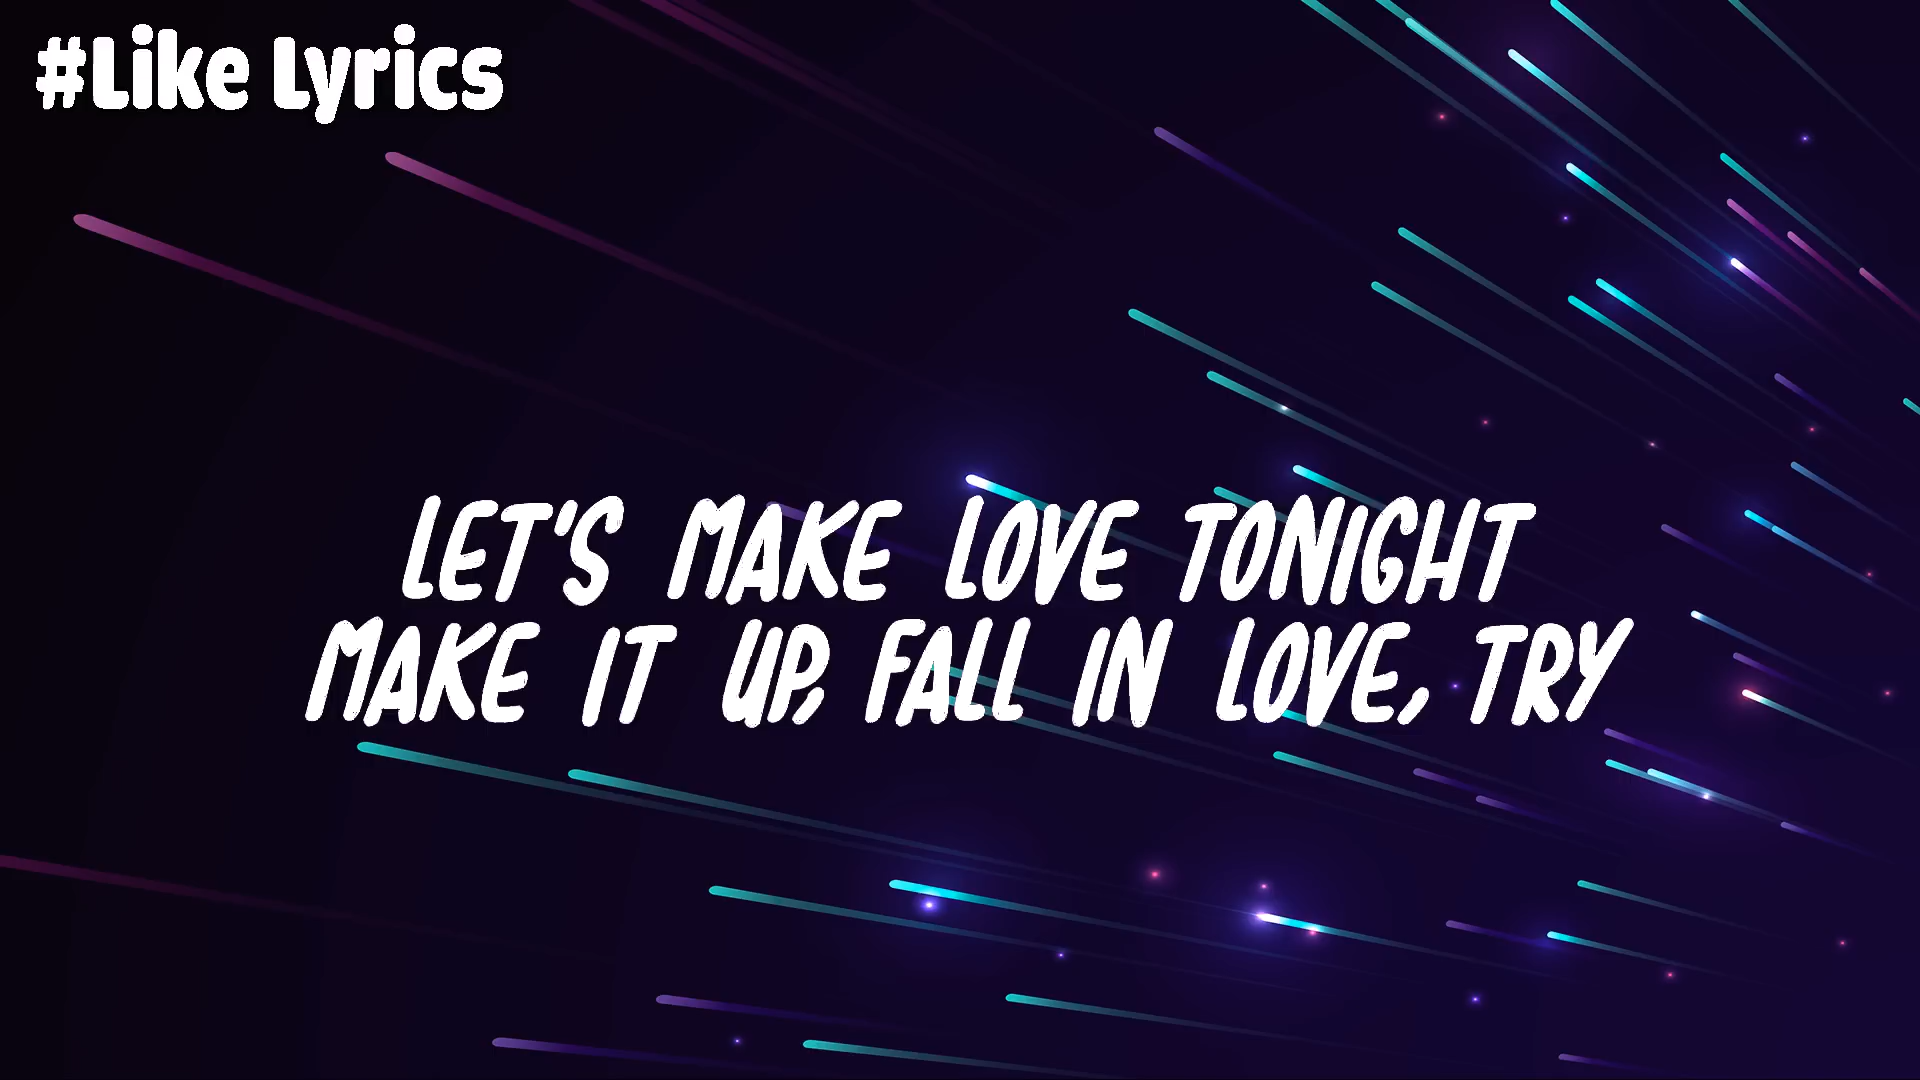 #Like Lyrics
LET'S MAKE LOVE TONIGHT
MAKE IT UP, FALL IN LOVE, TRY